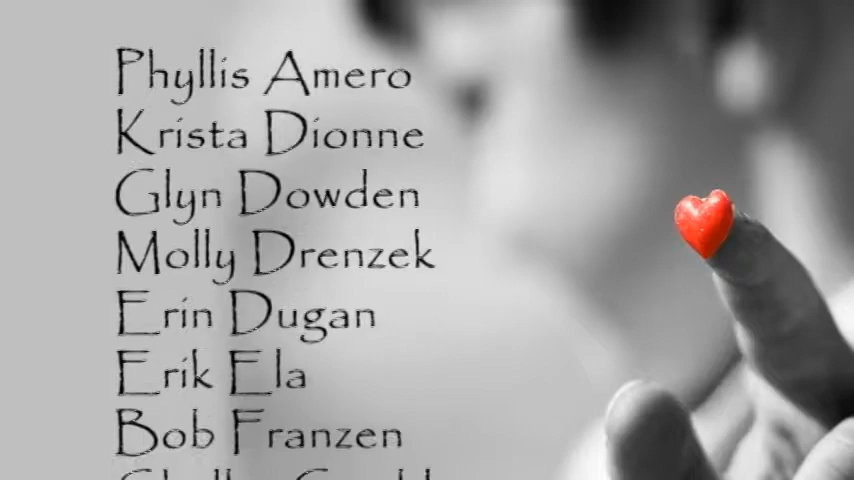 Phyllis Amero
Krista Dionne
Glyn Dowden
Molly Drenzek
Erin Dugan
Erik Ela
Bob Franzen